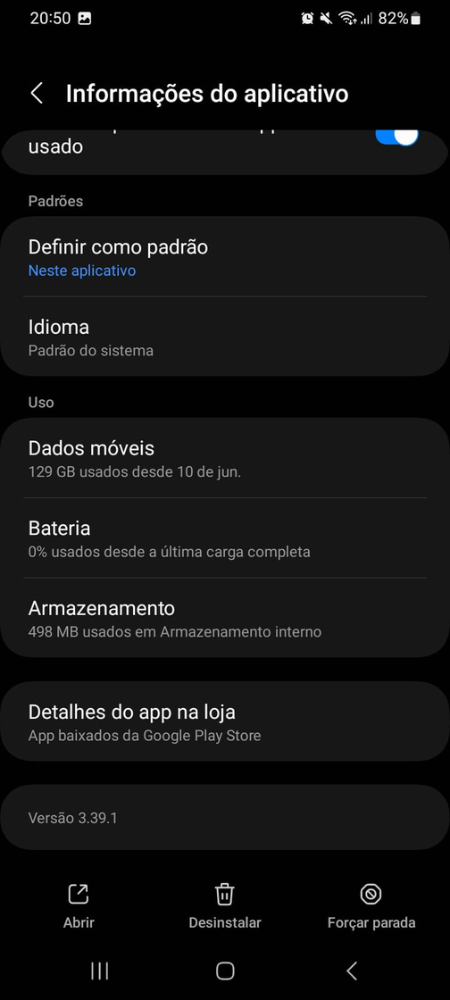 20:50
82%
Informações do aplicativo
usado
Padrões
Definir como padrão
Neste aplicativo
Idioma
Padrão do sistema
Uso
Dados móveis
129 GB usados desde 10 de jun.
Bateria
0% usados desde a última carga completa
Armazenamento
498 MB usados em Armazenamento interno
Detalhes do app na loja
App baixados da Google Play Store
Versão 3.39.1
Abrir
Desinstalar
Forçar parada